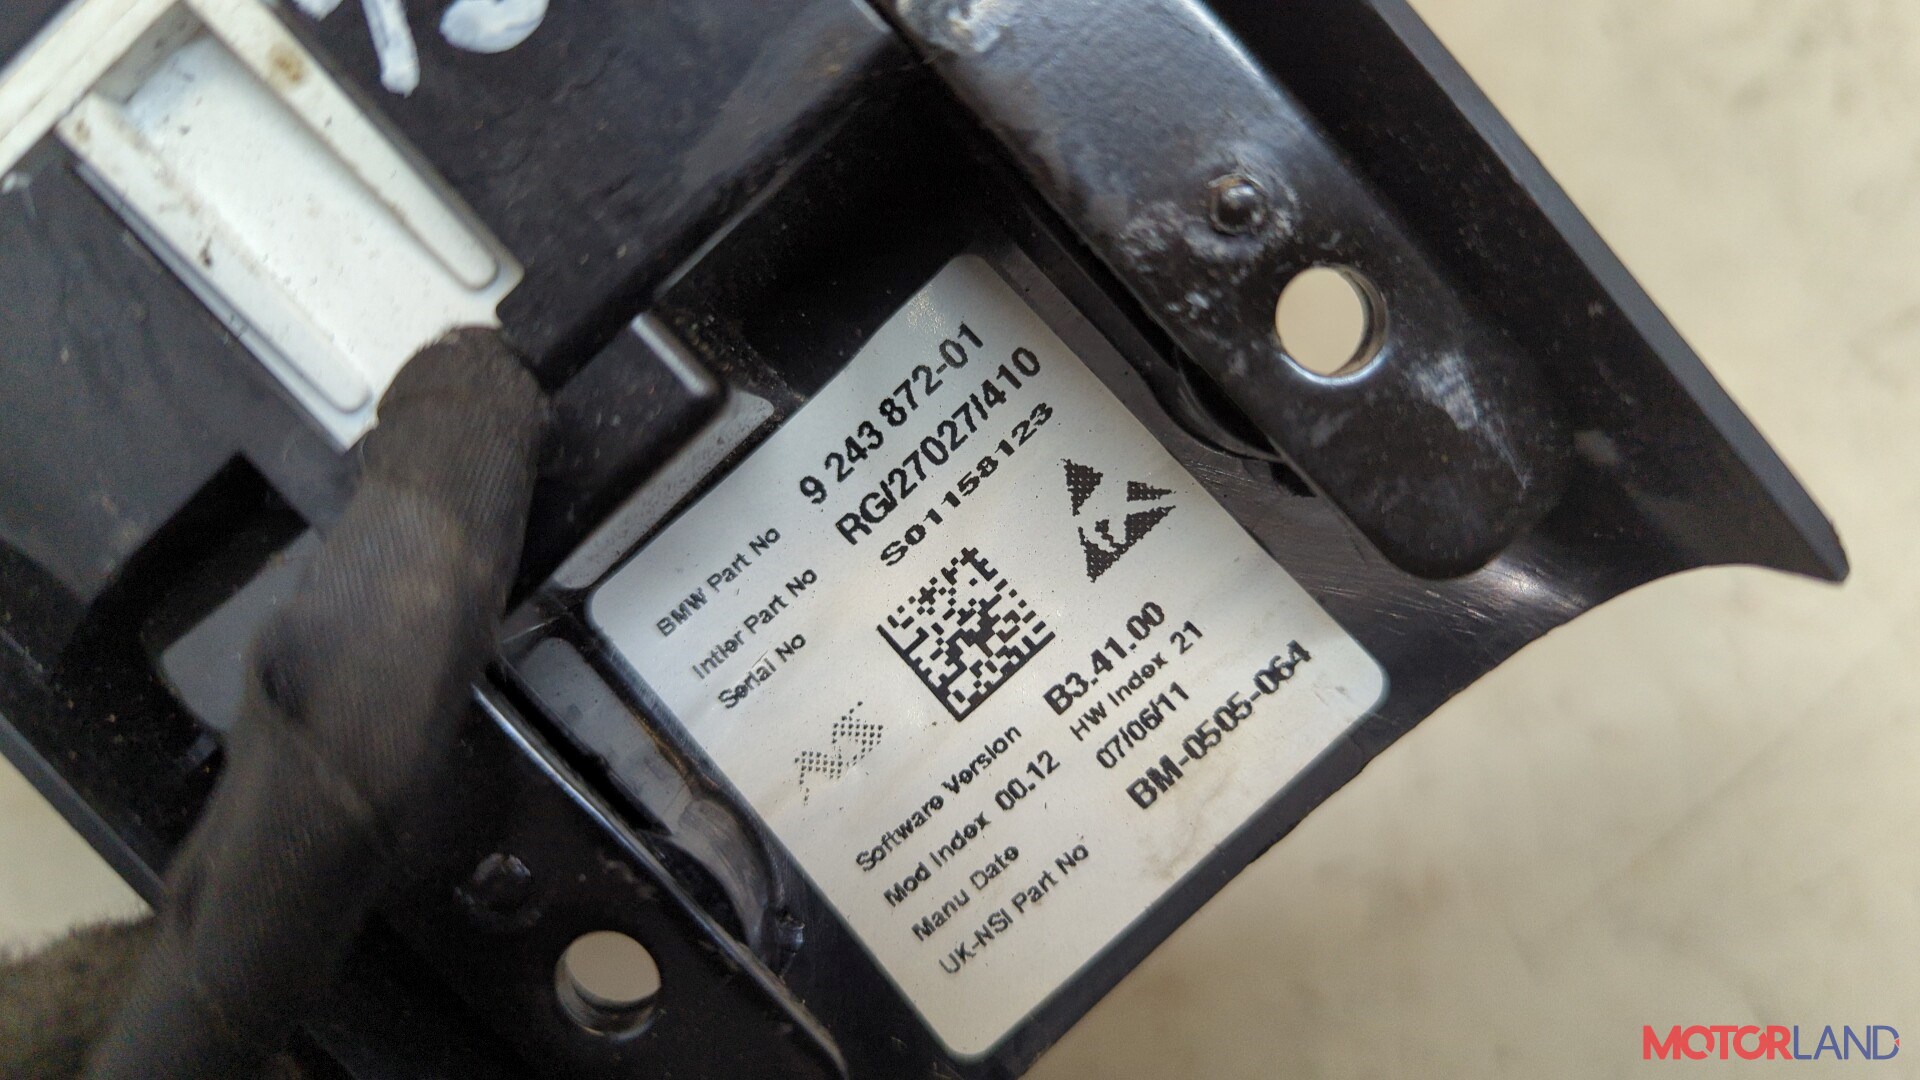 BMW Part No 9 243 872-01
Intier Part No RG/27027/410
Serial No S01158123
NS
Software Version B3.41.00
Mod Index 00.12 HW Index 21
Manu Date 07/06/11
UK-NSI Part No BM-0505-064
MOTORLAND